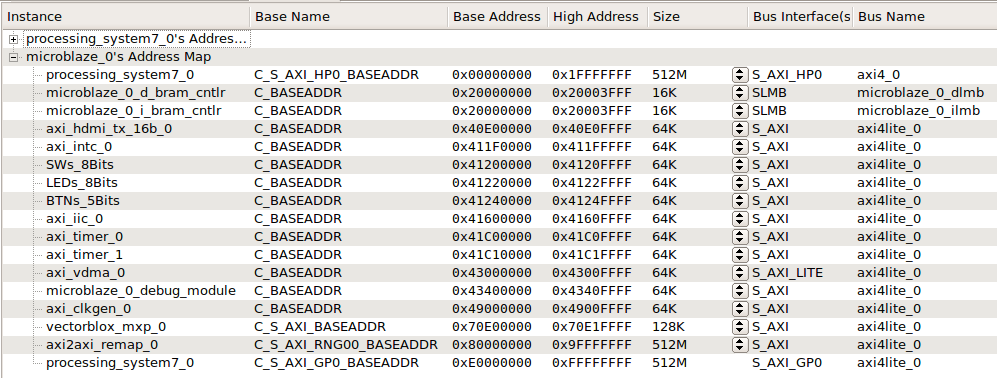 Instance Base Name Base Address High Address Size Bus Interface(s Bus Name
processing_system7_0's Addres...
microblaze_0's Address Map
processing_system7_0 C_S_AXI_HP0_BASEADDR 0x00000000 0x1FFFFFFF 512M S_AXI_HP0 axi4_0
microblaze_0_d_bram_cntlr C_BASEADDR 0x20000000 0x20003FFF 16K SLMB microblaze_0_dlmb
microblaze_0_i_bram_cntlr C_BASEADDR 0x20000000 0x20003FFF 16K SLMB microblaze_0_ilmb
axi_hdmi_tx_16b_0 C_BASEADDR 0x40E00000 0x40E0FFFF 64K S_AXI axi4lite_0
axi_intc_0 C_BASEADDR 0x411F0000 0x411FFFFF 64K S_AXI axi4lite_0
SWs_8Bits C_BASEADDR 0x41200000 0x4120FFFF 64K S_AXI axi4lite_0
LEDs_8Bits C_BASEADDR 0x41220000 0x4122FFFF 64K S_AXI axi4lite_0
BTNs_5Bits C_BASEADDR 0x41240000 0x4124FFFF 64K S_AXI axi4lite_0
axi_iic_0 C_BASEADDR 0x41600000 0x4160FFFF 64K S_AXI axi4lite_0
axi_timer_0 C_BASEADDR 0x41C00000 0x41C0FFFF 64K S_AXI axi4lite_0
axi_timer_1 C_BASEADDR 0x41C10000 0x41C1FFFF 64K S_AXI axi4lite_0
axi_vdma_0 C_BASEADDR 0x43000000 0x4300FFFF 64K S_AXI_LITE axi4lite_0
microblaze_0_debug_module C_BASEADDR 0x43400000 0x4340FFFF 64K S_AXI axi4lite_0
axi_clkgen_0 C_BASEADDR 0x49000000 0x4900FFFF 64K S_AXI axi4lite_0
vectorblox_mxp_0 C_S_AXI_BASEADDR 0x70E00000 0x70E1FFFF 128K S_AXI axi4lite_0
axi2axi_remap_0 C_S_AXI_RNG00_BASEADDR 0x80000000 0x9FFFFFFF 512M S_AXI axi4lite_0
processing_system7_0 C_S_AXI_GP0_BASEADDR 0xE0000000 0xFFFFFFFF 512M S_AXI_GP0 axi4lite_0